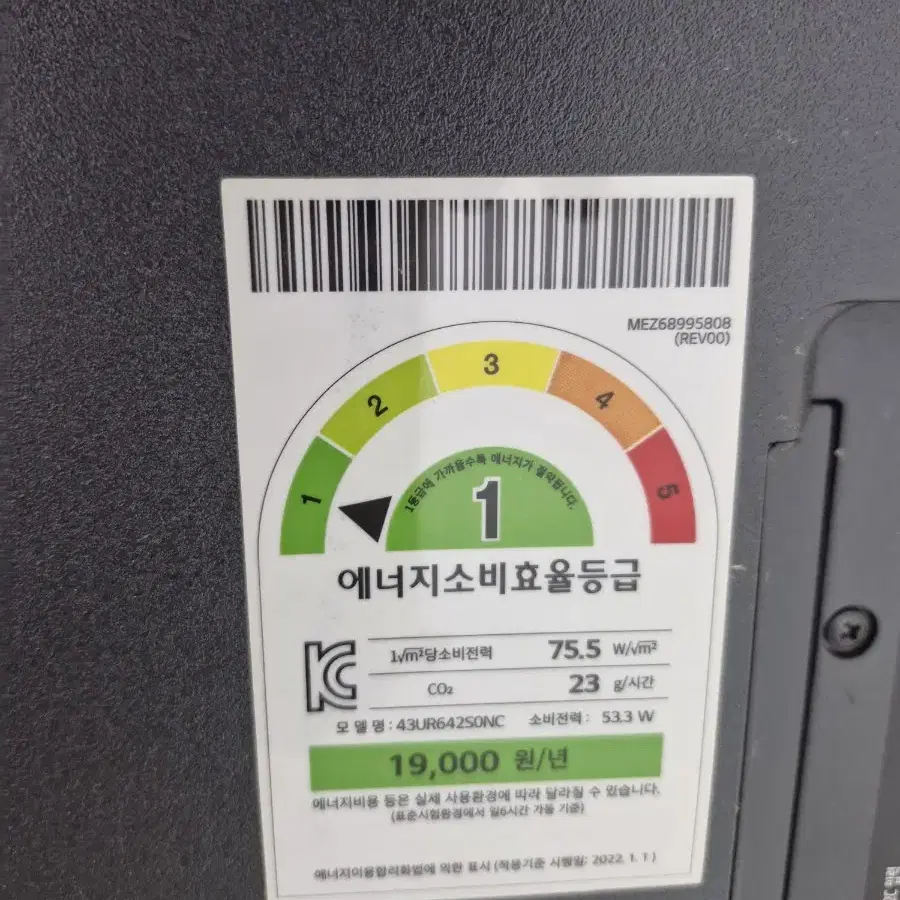 MEZ68995808
(REV00)
1
2
3
4
5
1등급에 가까울수록 에너지가 절약됩니다.
1
에너지소비효율등급
1√m²당소비전력 75.5 W/√m²
CO₂ 23 g/시간
모 델 명 : 43UR642S0NC 소비전력 : 53.3 W
19,000 원/년
에너지비용 등은 실제 사용환경에 따라 달라질 수 있습니다.
(표준시험환경에서 일6시간 가동 기준)
에너지이용합리화법에 의한 표시 (적용기준 시행일: 2022. 1. 1 )